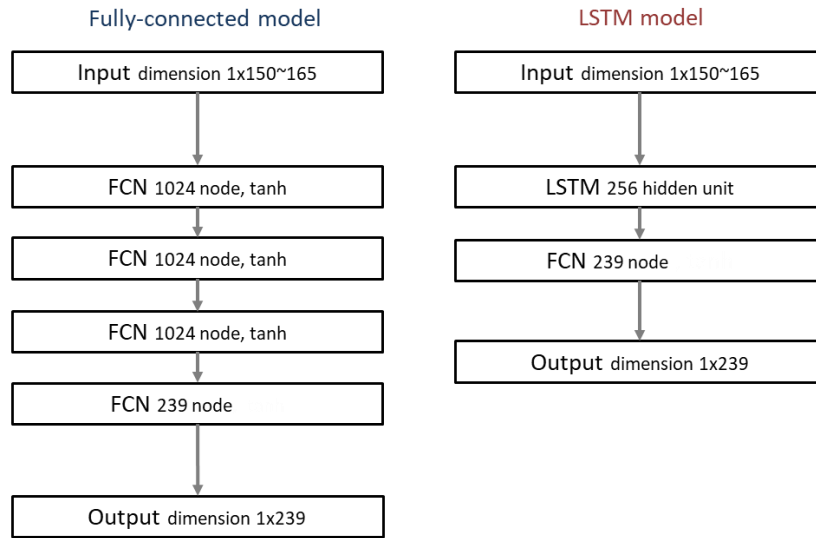 Fully-connected model
Input dimension 1x150~165
FCN 1024 node, tanh
FCN 1024 node, tanh
FCN 1024 node, tanh
FCN 239 node
Output dimension 1x239
LSTM model
Input dimension 1x150~165
LSTM 256 hidden unit
FCN 239 node
Output dimension 1x239